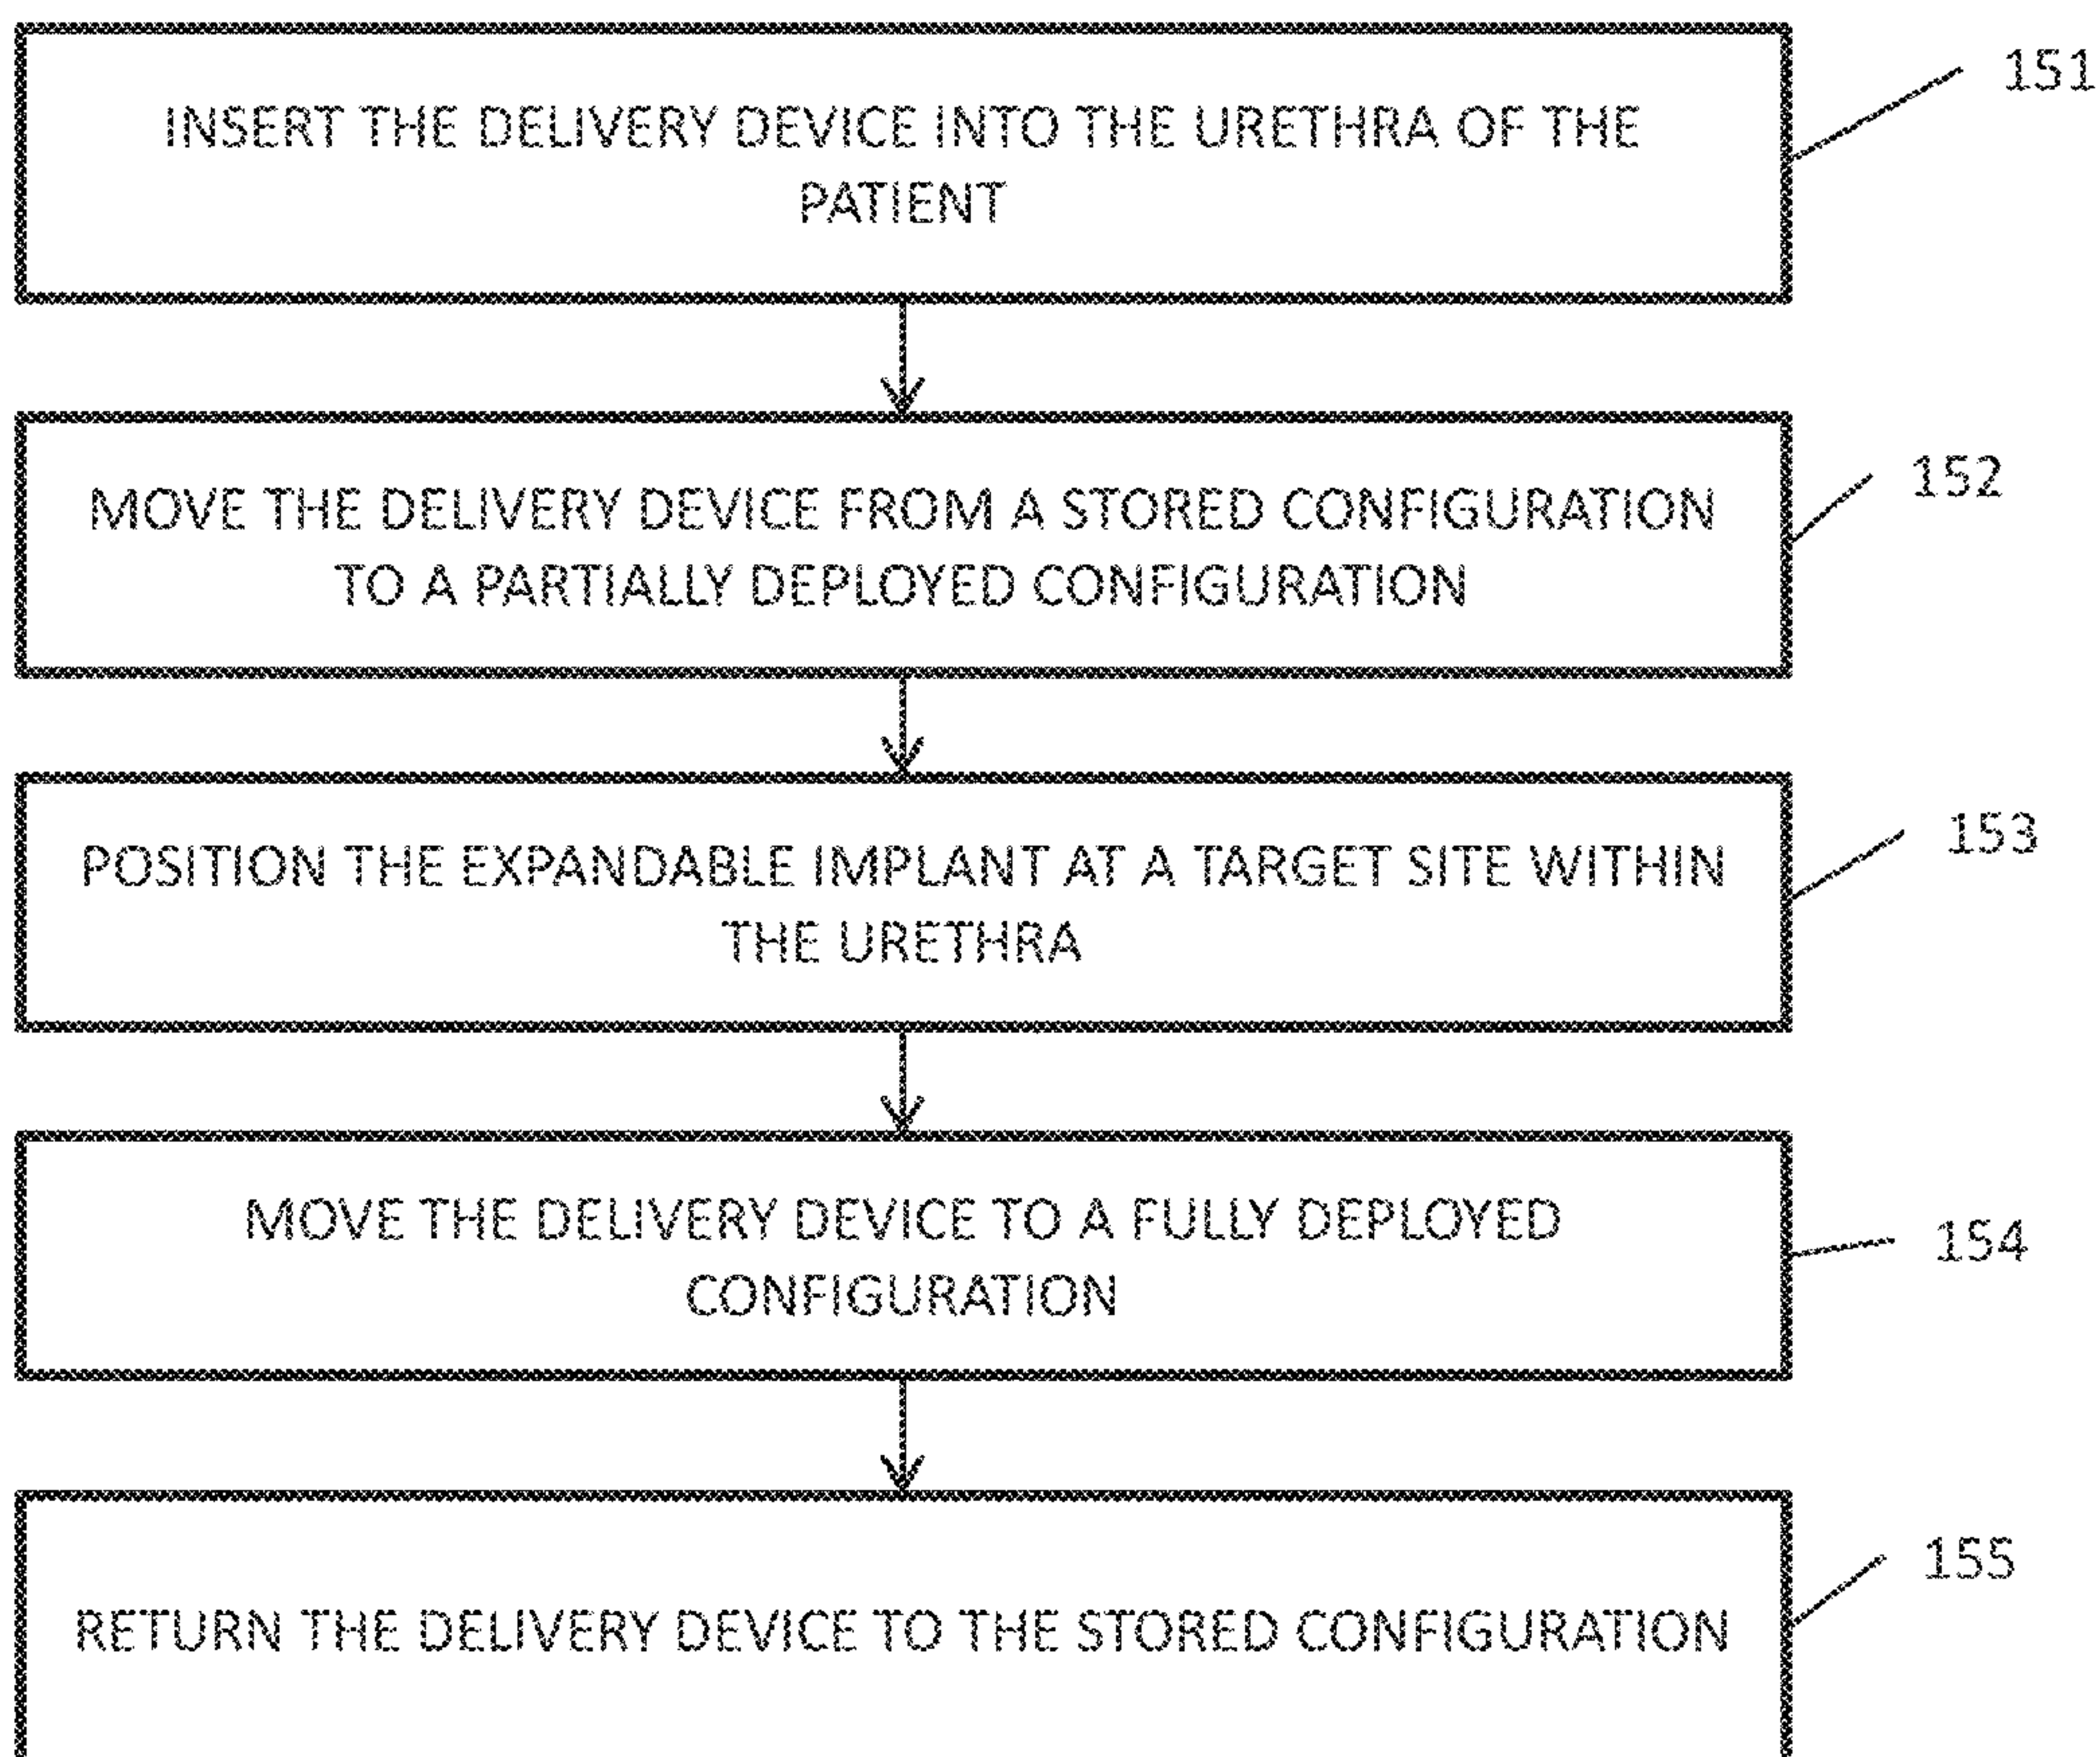 151
INSERT THE DELIVERY DEVICE INTO THE URETHRA OF THE
PATIENT
152
MOVE THE DELIVERY DEVICE FROM A STORED CONFIGURATION
TO A PARTIALLY DEPLOYED CONFIGURATION
153
POSITION THE EXPANDABLE IMPLANT AT A TARGET SITE WITHIN
THE URETHRA
154
MOVE THE DELIVERY DEVICE TO A FULLY DEPLOYED
CONFIGURATION
155
RETURN THE DELIVERY DEVICE TO THE STORED CONFIGURATION